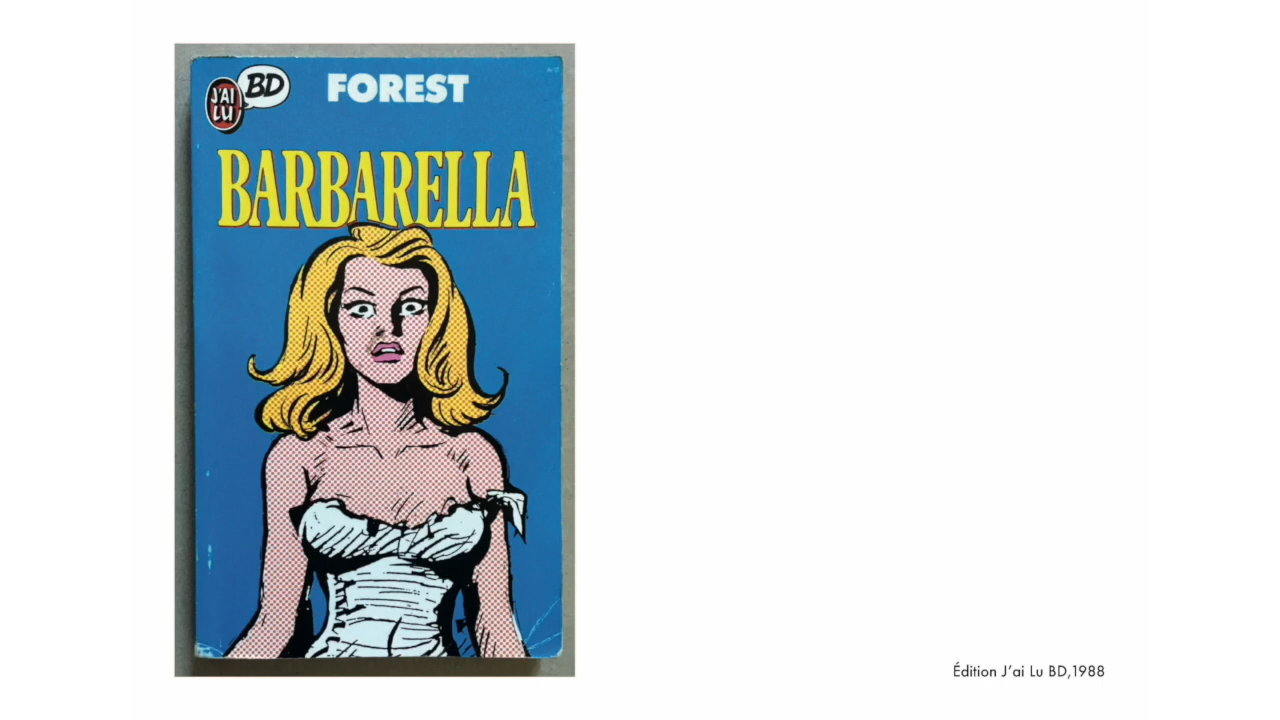 J'AI
LU
BD
FOREST
BARBARELLA
Édition J'ai Lu BD,1988